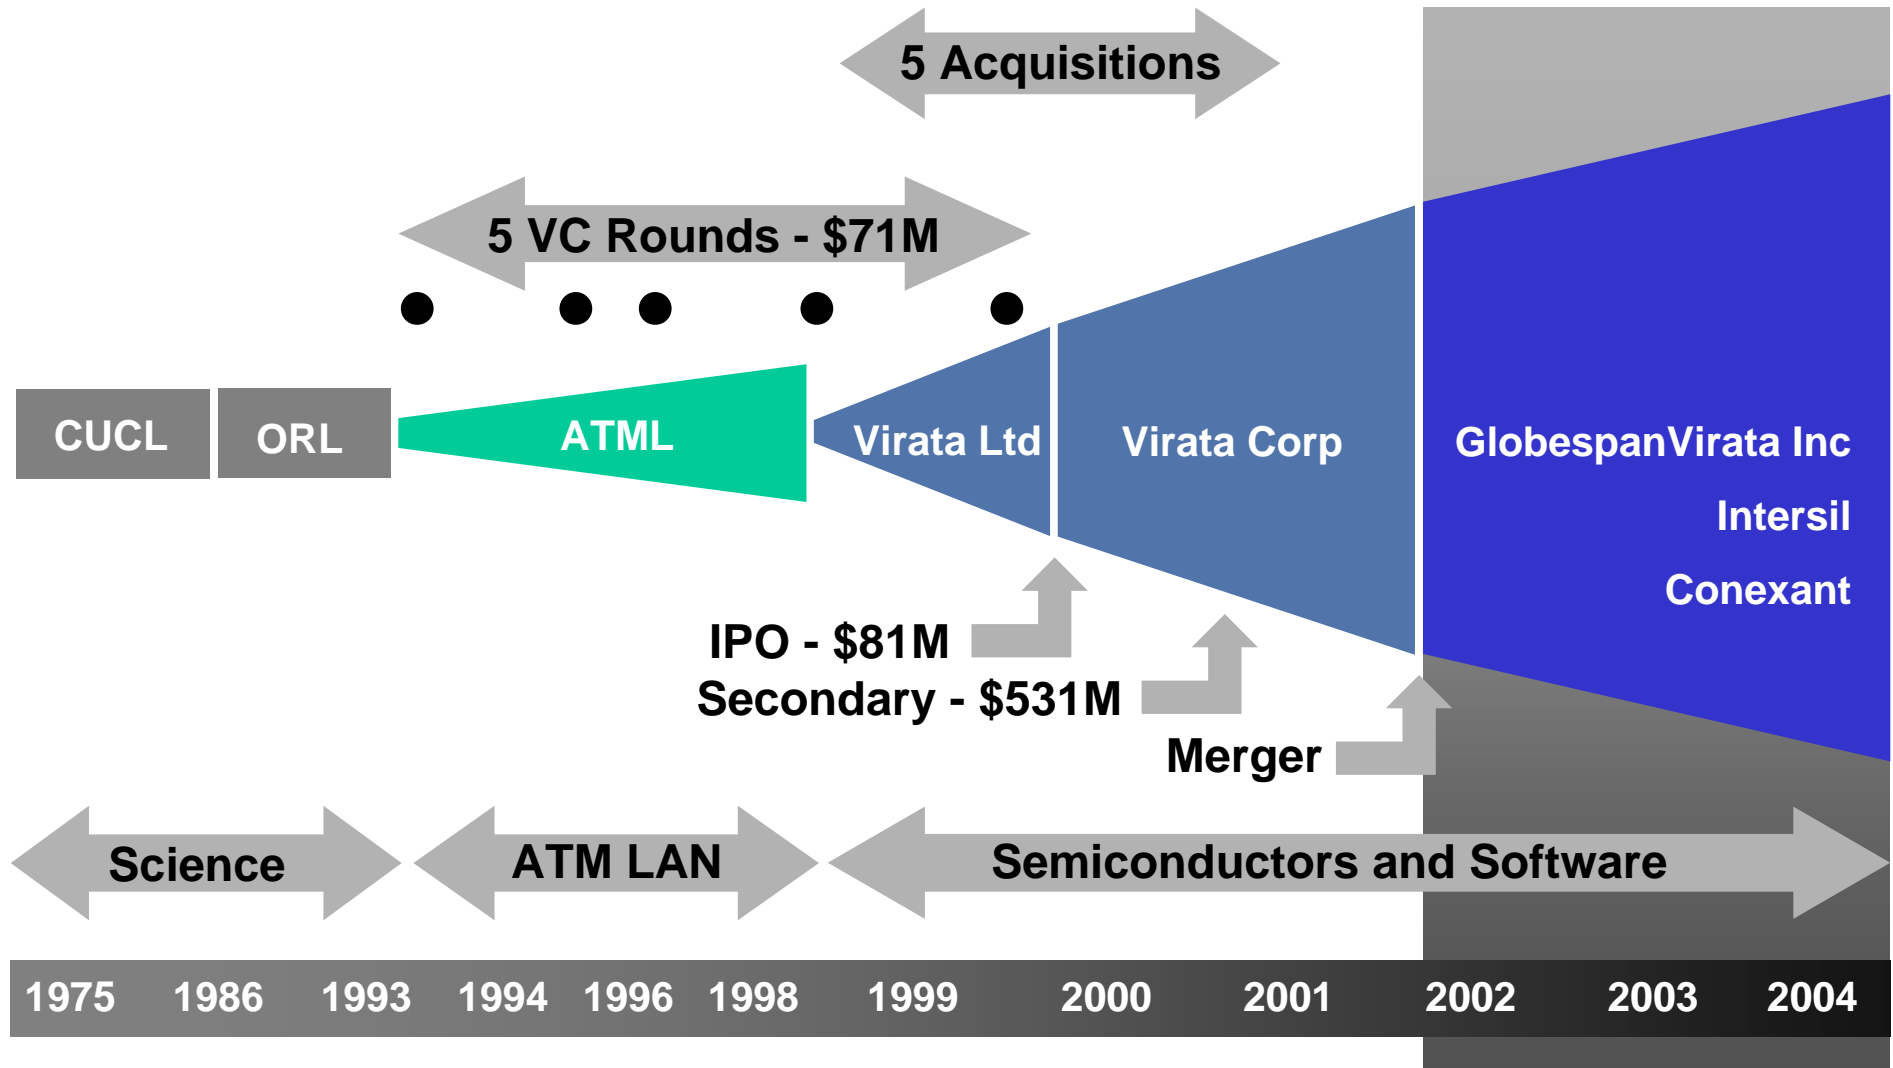 5 Acquisitions
5 VC Rounds - $71M
CUCL
ORL
ATML
Virata Ltd
Virata Corp
GlobespanVirata Inc
Intersil
Conexant
IPO - $81M
Secondary - $531M
Merger
Science
ATM LAN
Semiconductors and Software
1975 1986 1993 1994 1996 1998 1999 2000 2001 2002 2003 2004